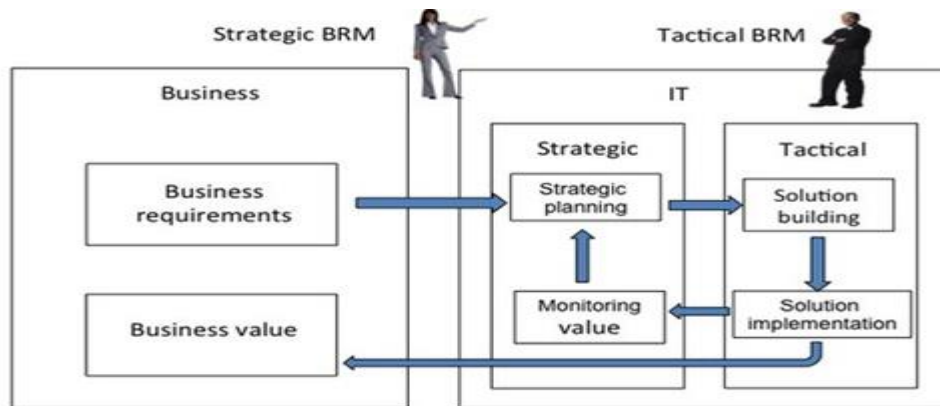 Strategic BRM
Tactical BRM
Business
IT
Business
requirements
Business value
Strategic
Strategic
planning
Monitoring
value
Tactical
Solution
building
Solution
implementation